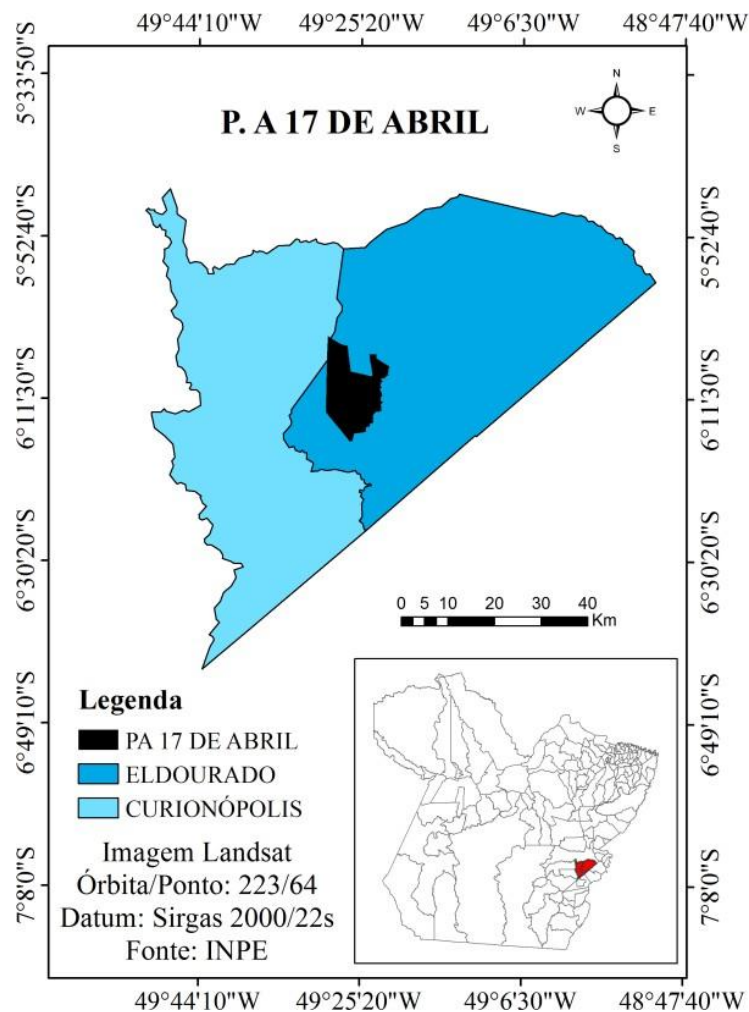 49°44'10"W 49°25'20"W 49°6'30"W 48°47'40"W
5°33'50"S
5°52'40"S 5°52'40"S
6°11'30"S 6°11'30"S
6°30'20"S 6°30'20"S
6°49'10"S 6°49'10"S
7°8'0"S 7°8'0"S
P. A 17 DE ABRIL
N
W E
S
0 5 10 20 30 40
Km
Legenda
PA 17 DE ABRIL
ELDOURADO
CURIONÓPOLIS
Imagem Landsat
Órbita/Ponto: 223/64
Datum: Sirgas 2000/22s
Fonte: INPE
49°44'10"W 49°25'20"W 49°6'30"W 48°47'40"W